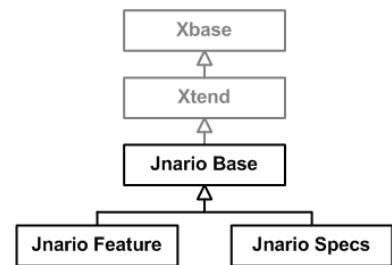 Xbase
Xtend
Jnario Base
Jnario Feature
Jnario Specs